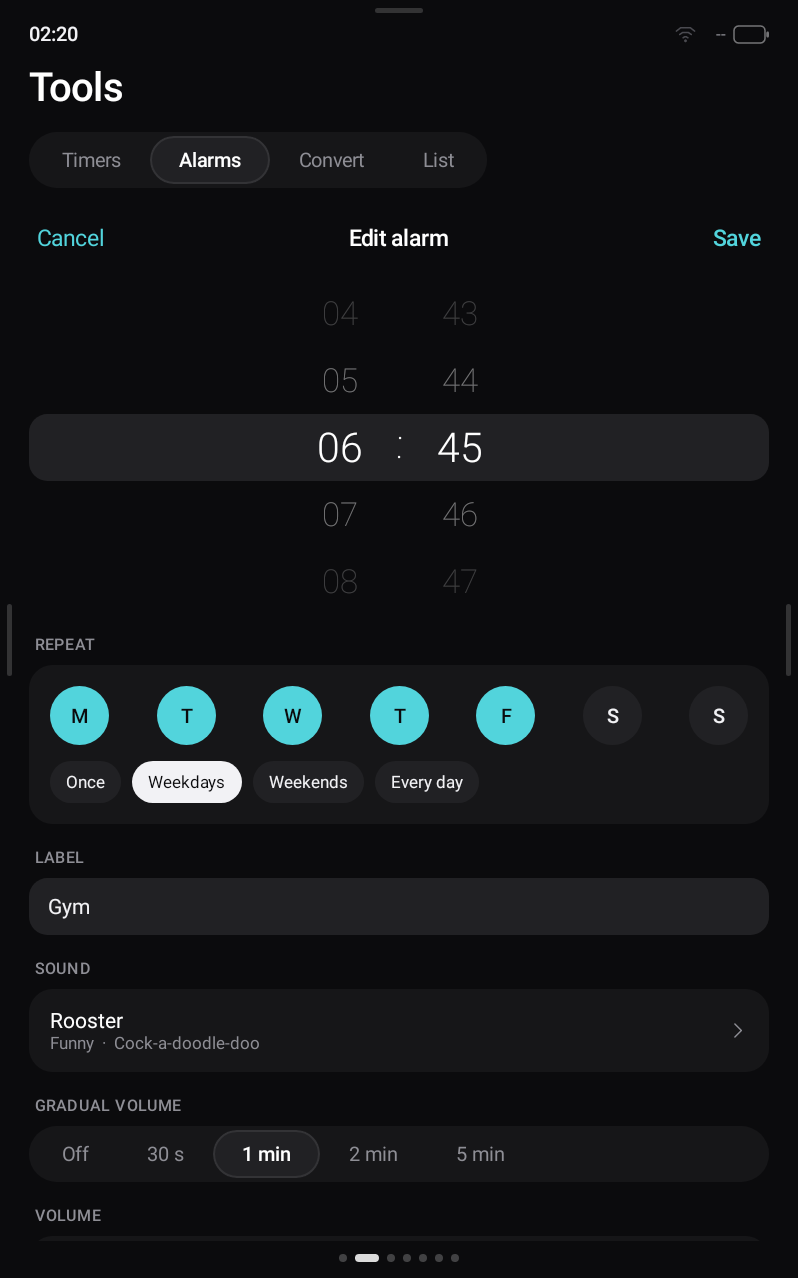 02:20 --
Tools
Timers Alarms Convert List
Cancel Edit alarm Save
04 43
05 44
06 : 45
07 46
08 47
REPEAT
M T W T F S S
Once Weekdays Weekends Every day
LABEL
Gym
SOUND
Rooster
Funny · Cock-a-doodle-doo
GRADUAL VOLUME
Off 30 s 1 min 2 min 5 min
VOLUME